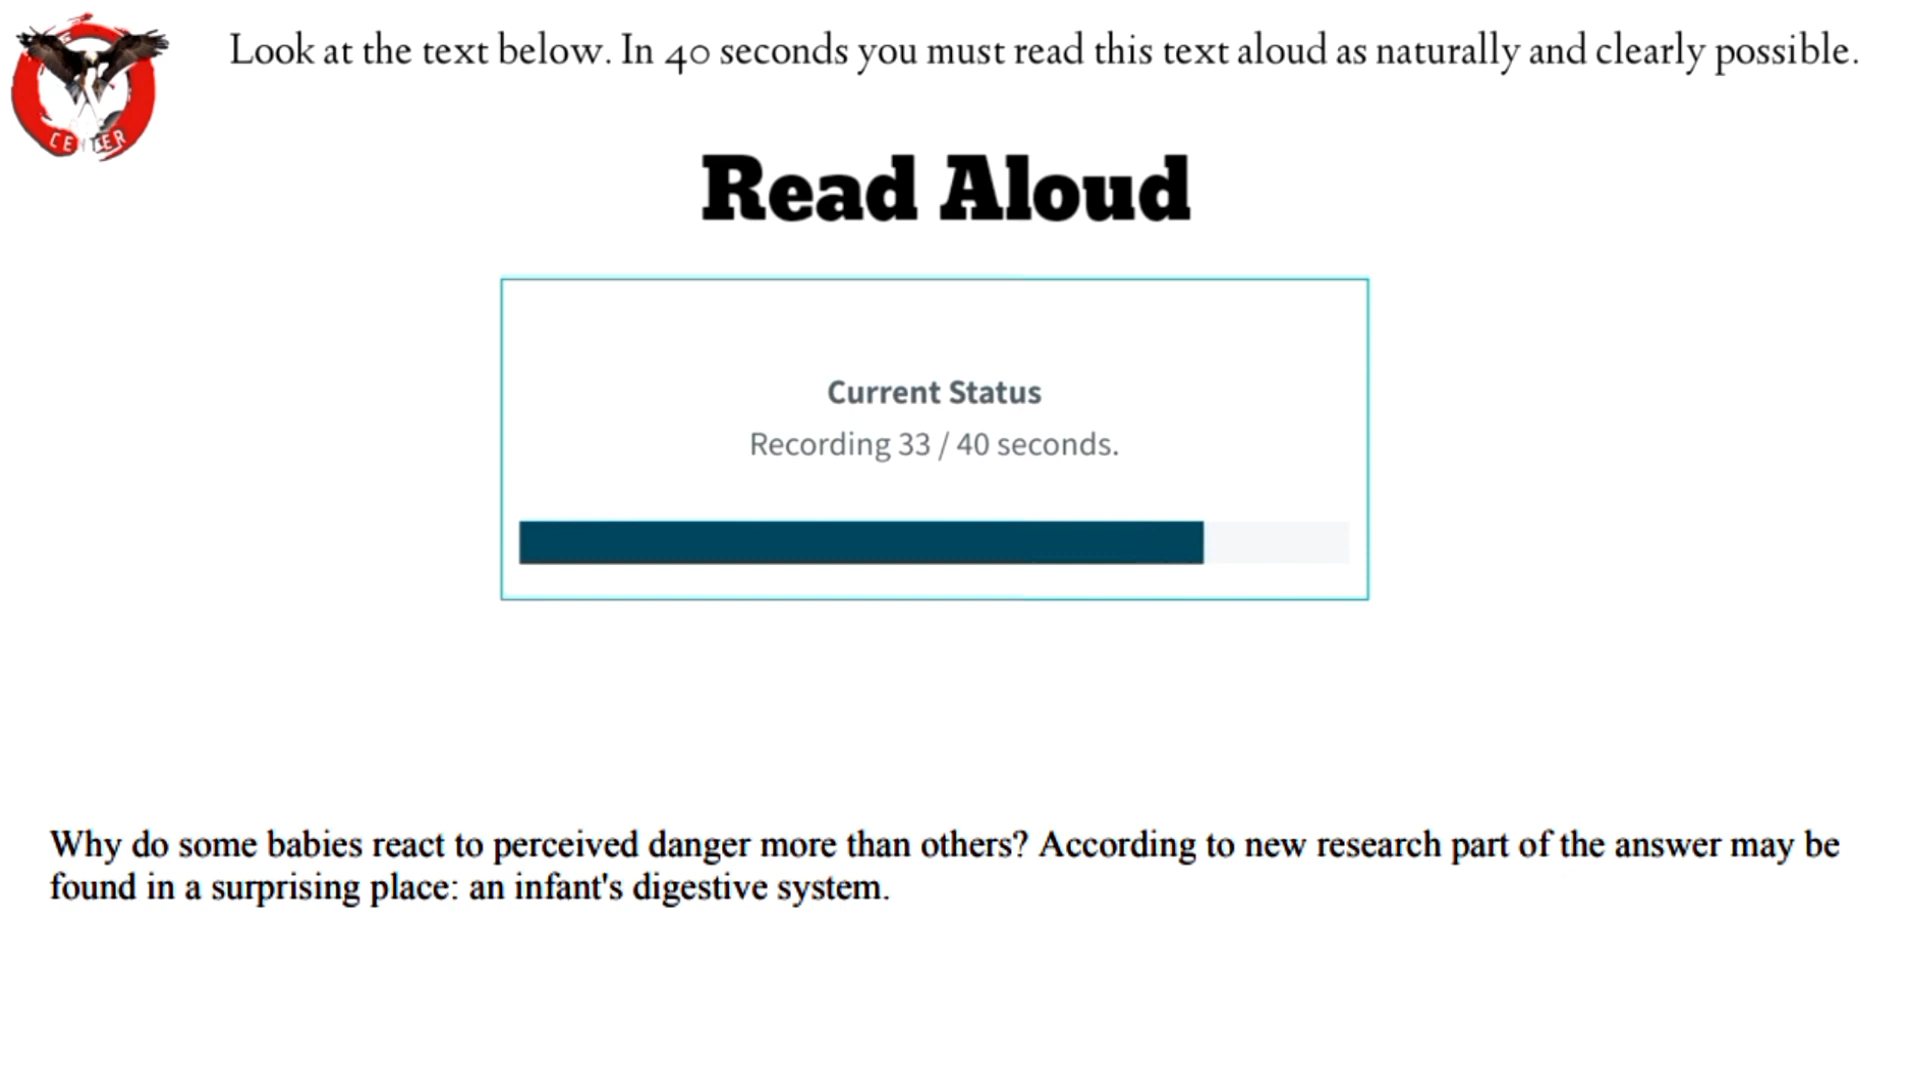 Look at the text below. In 40 seconds you must read this text aloud as naturally and clearly possible.
CENTER
Read Aloud
Current Status
Recording 33 / 40 seconds.
Why do some babies react to perceived danger more than others? According to new research part of the answer may be
found in a surprising place: an infant's digestive system.